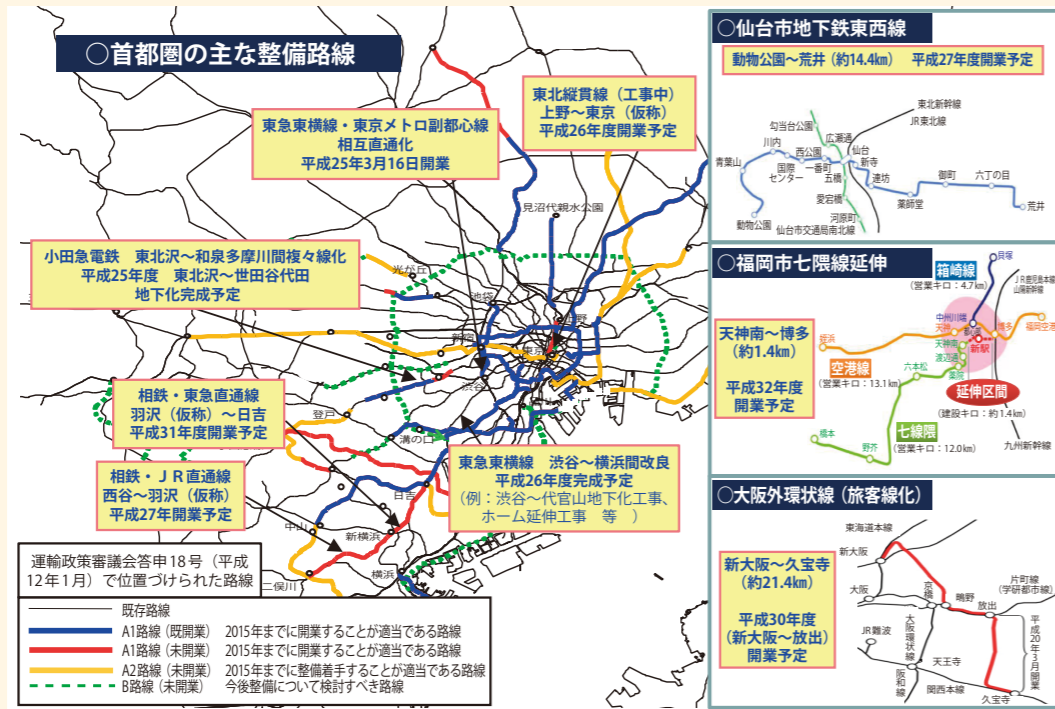 ○首都圏の主な整備路線
東北縦貫線（工事中）
上野～東京（仮称）
平成26年度開業予定
東急東横線・東京メトロ副都心線
相互直通化
平成25年3月16日開業
見沼代親水公園
小田急電鉄　東北沢～和泉多摩川間複々線化
平成25年度　東北沢～世田谷代田
地下化完成予定
光が丘
池袋
上野
新宿
東京
渋谷
相鉄・東急直通線
羽沢（仮称）～日吉
平成31年度開業予定
登戸
溝の口
相鉄・ＪＲ直通線
西谷～羽沢（仮称）
平成27年開業予定
東急東横線　渋谷～横浜間改良
平成26年度完成予定
（例：渋谷～代官山地下化工事、
ホーム延伸工事　等　）
日吉
中山
新横浜
二俣川
横浜
運輸政策審議会答申18号（平成
12年1月）で位置づけられた路線
既存路線
A1路線（既開業）　2015年までに開業することが適当である路線
A1路線（未開業）　2015年までに開業することが適当である路線
A2路線（未開業）　2015年までに整備着手することが適当である路線
B路線（未開業）　今後整備について検討すべき路線
○仙台市地下鉄東西線
動物公園～荒井（約14.4km）　平成27年度開業予定
東北新幹線
JR東北線
勾当台公園
広瀬通
川内
西公園
仙台
青葉山
国際
センター
一番町
新寺
五橋
連坊
御町
六丁の目
愛宕橋
薬師堂
荒井
動物公園
河原町
仙台市交通局南北線
○福岡市七隈線延伸
箱崎線
（営業キロ：4.7km）
貝塚
ＪＲ鹿児島本線
山陽新幹線
天神南～博多
（約1.4km）
平成32年度
開業予定
中州川端
天神
博多
福岡空港
姪浜
天神南
新駅
渡辺通
空港線
（営業キロ：13.1km）
六本松
薬院
延伸区間
（建設キロ：約1.4km）
橋本
七線隈
（営業キロ：12.0km）
野芥
九州新幹線
○大阪外環状線（旅客線化）
東海道本線
新大阪
新大阪～久宝寺
（約21.4km）
平成30年度
（新大阪～放出）
開業予定
大阪
京橋
鴫野
放出
片町線
（学研都市線）
JR難波
大阪環状線
天王寺
平成20年3月開業
阪和線
関西本線
久宝寺